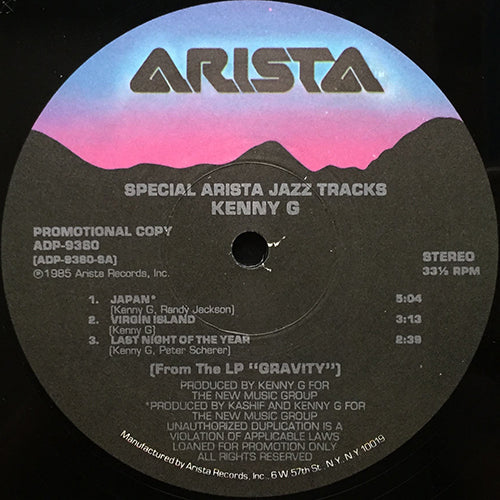 ARISTA
SPECIAL ARISTA JAZZ TRACKS
KENNY G
PROMOTIONAL COPY
ADP-9380
[ADP-9380-SA]
℗1985 Arista Records, Inc.
STEREO
33⅓ RPM
1. JAPAN* 5:04
[Kenny G, Randy Jackson]
2. VIRGIN ISLAND 3:13
[Kenny G]
3. LAST NIGHT OF THE YEAR 2:39
[Kenny G, Peter Scherer]
(From The LP "GRAVITY")
PRODUCED BY KENNY G FOR
THE NEW MUSIC GROUP
*PRODUCED BY KASHIF AND KENNY G FOR
THE NEW MUSIC GROUP
UNAUTHORIZED DUPLICATION IS A
VIOLATION OF APPLICABLE LAWS
LOANED FOR PROMOTION ONLY
ALL RIGHTS RESERVED
Manufactured by Arista Records, Inc., 6 W 57th St., N.Y., N.Y. 10019